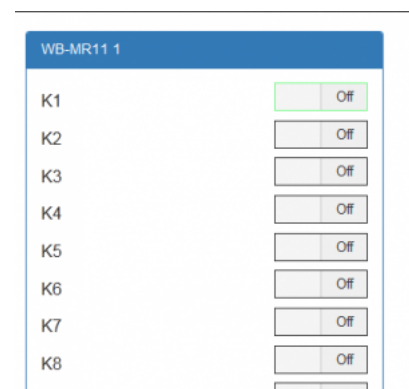 WB-MR11 1
K1 Off
K2 Off
K3 Off
K4 Off
K5 Off
K6 Off
K7 Off
K8 Off